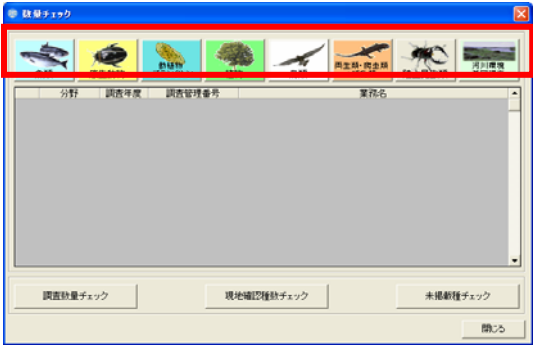 数量チェック
魚類
底生動物
動植物
植物
鳥類
両生類・爬虫類
陸上昆虫類
河川環境
分野 調査年度 調査管理番号 業務名
調査数量チェック 現地確認種数チェック 未掲載種チェック
閉じる